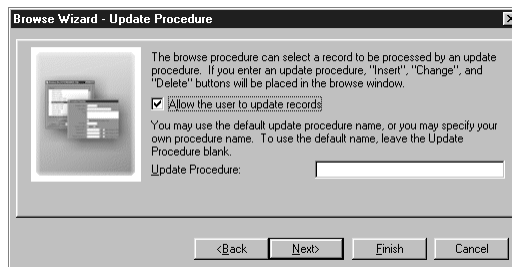 Browse Wizard - Update Procedure
The browse procedure can select a record to be processed by an update
procedure. If you enter an update procedure, "Insert", "Change", and
"Delete" buttons will be placed in the browse window.
Allow the user to update records
You may use the default update procedure name, or you may specify your
own procedure name. To use the default name, leave the Update
Procedure blank.
Update Procedure:
<Back Next> Finish Cancel